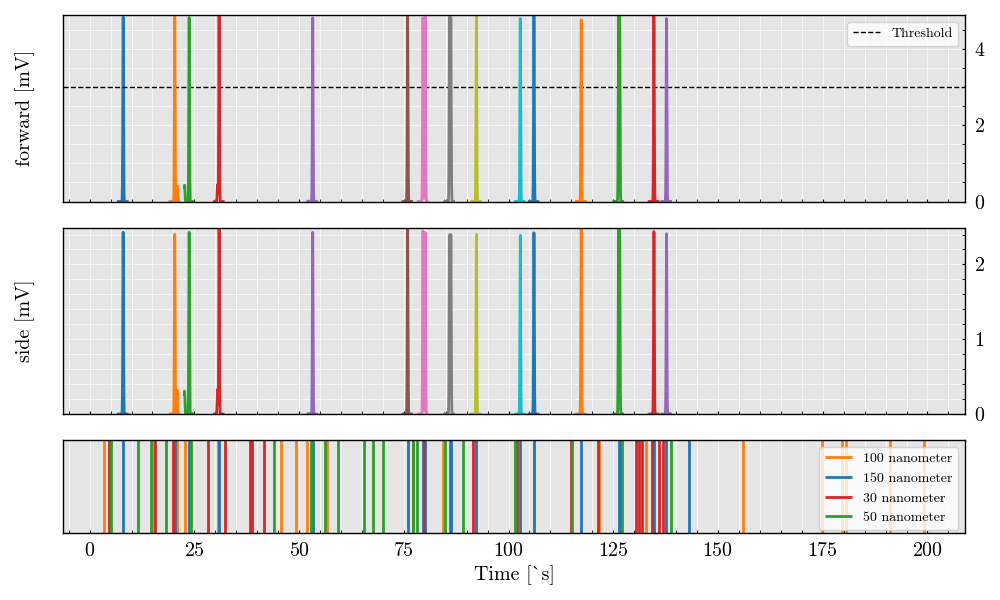 forward [mV]
Threshold
4
2
0
side [mV]
2
1
0
100 nanometer
150 nanometer
30 nanometer
50 nanometer
0 25 50 75 100 125 150 175 200
Time [`s]